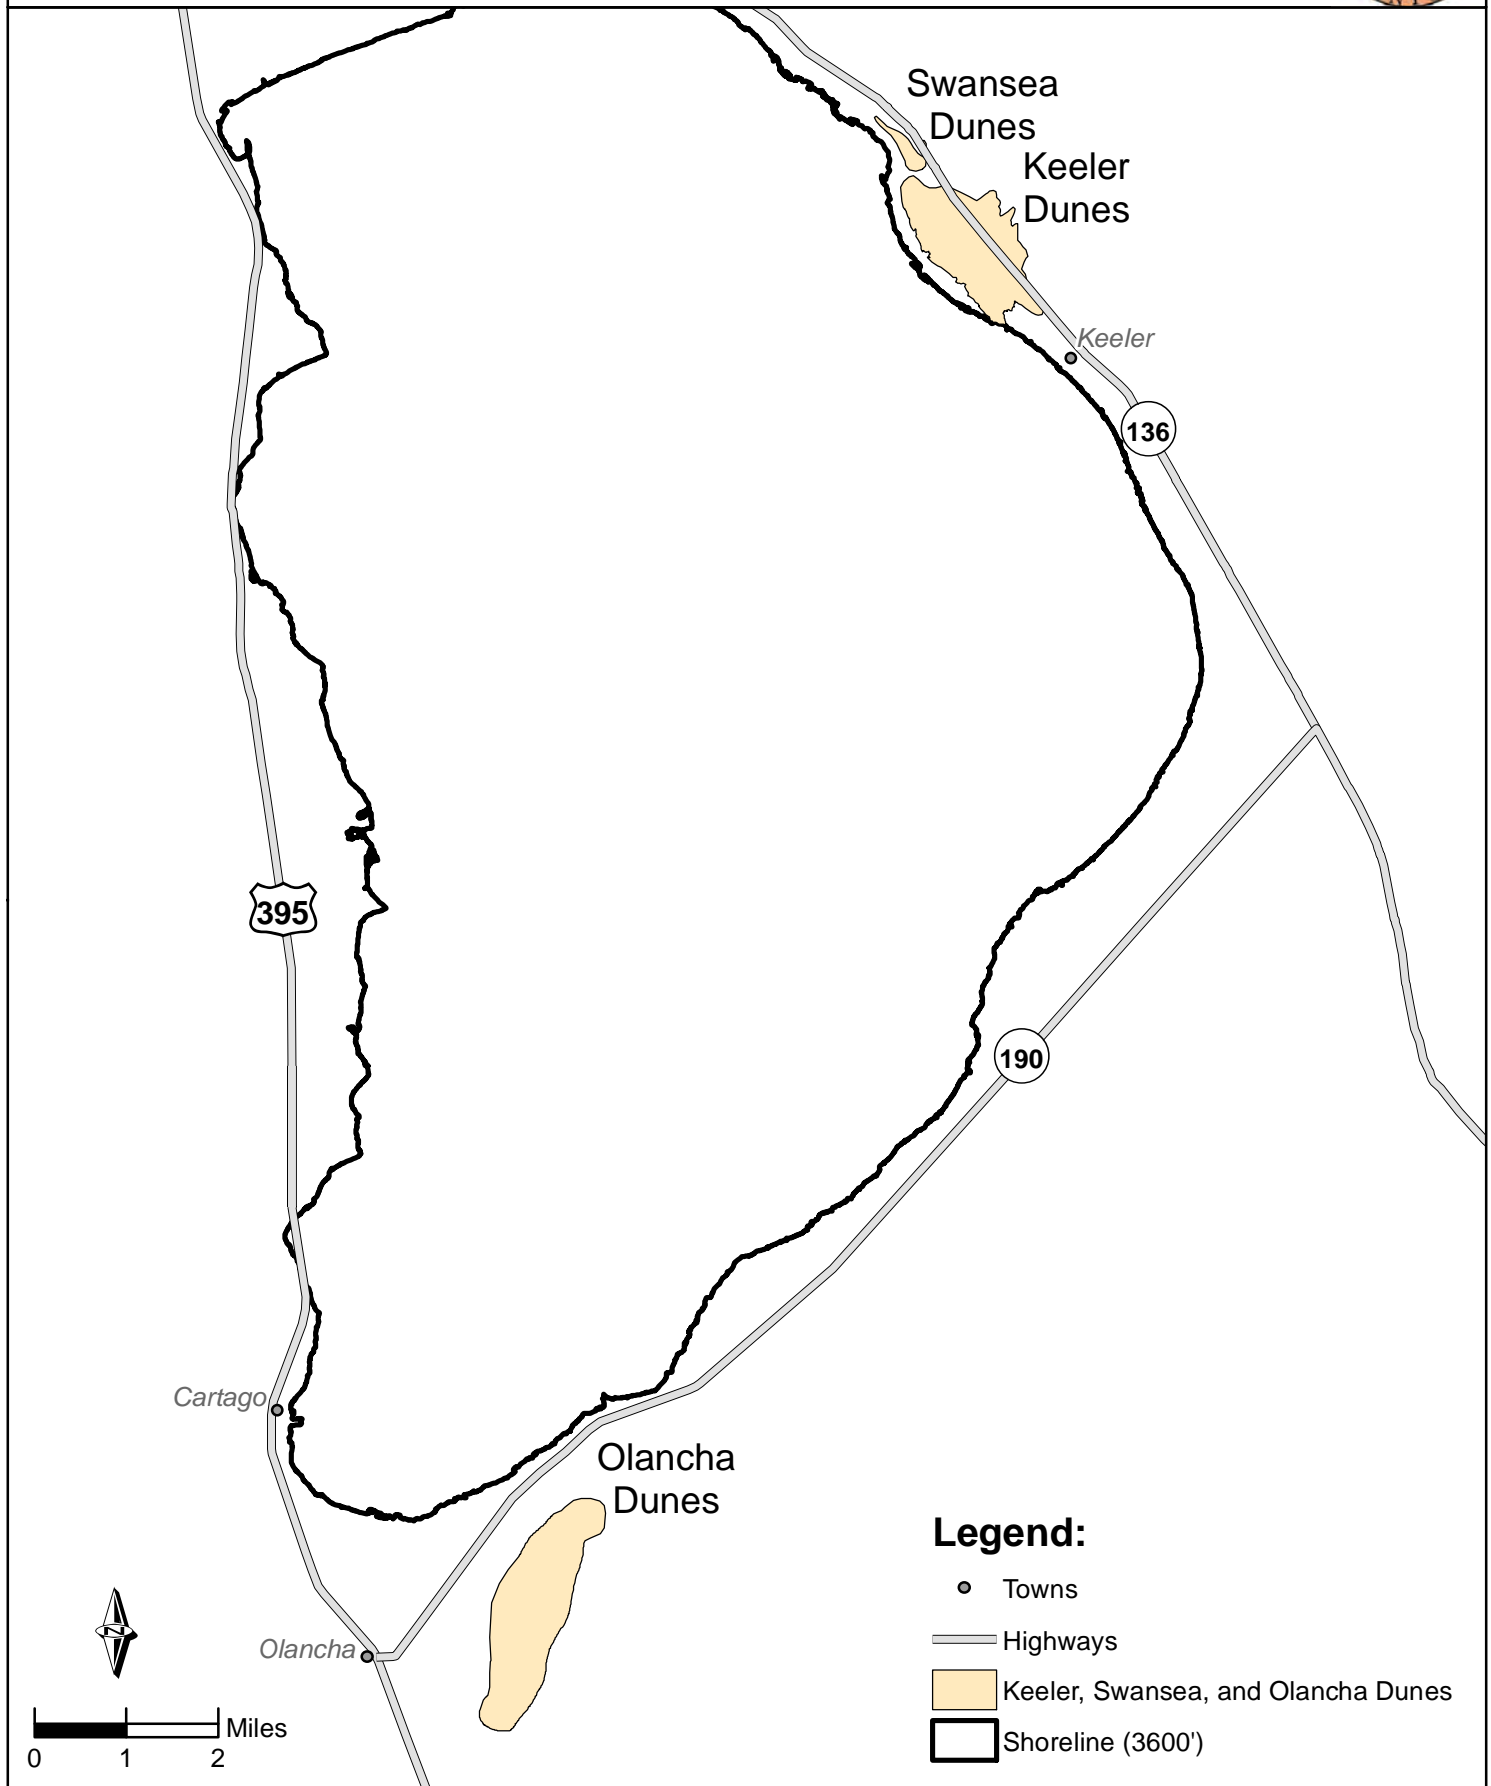 Swansea
Dunes
Keeler
Dunes
Keeler
136
395
190
Cartago
Olancha
Dunes
Olancha
N
Miles
0 1 2
Legend:
Towns
Highways
Keeler, Swansea, and Olancha Dunes
Shoreline (3600')